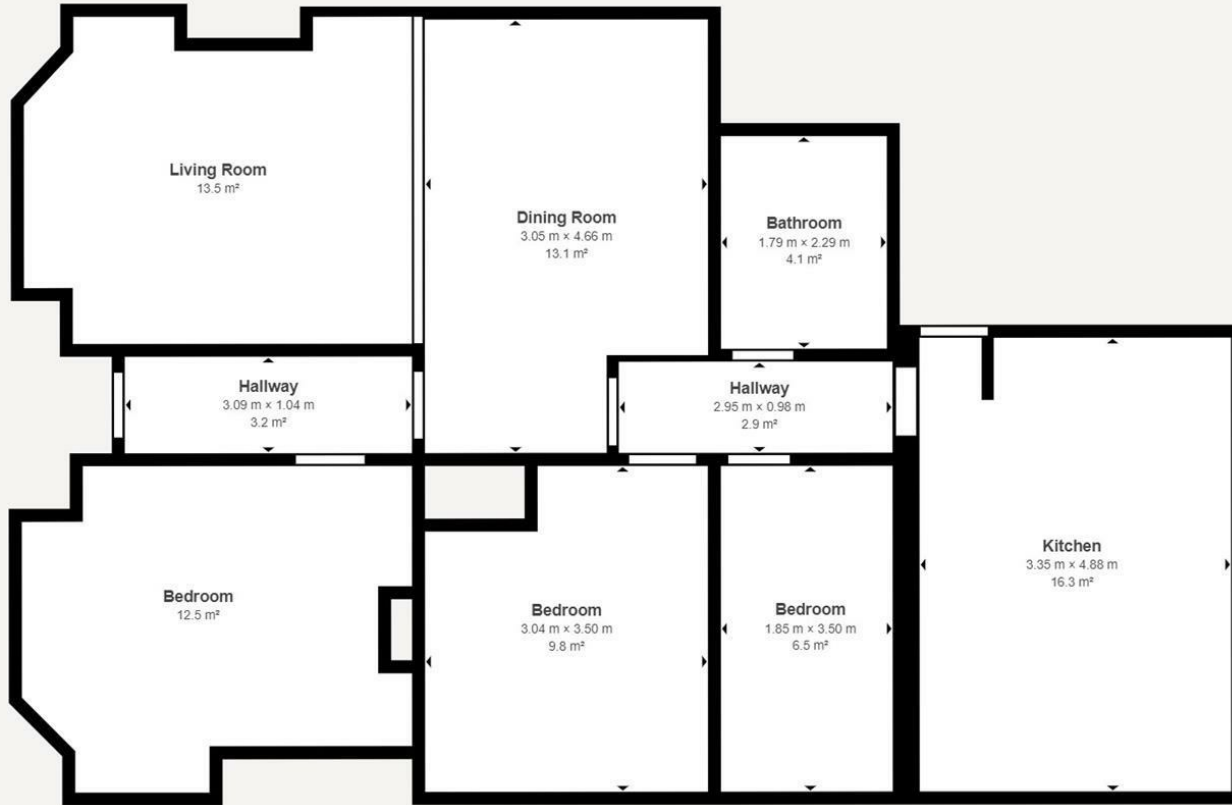 Living Room
13.5 m²
Dining Room
3.05 m × 4.66 m
13.1 m²
Bathroom
1.79 m × 2.29 m
4.1 m²
Hallway
3.09 m × 1.04 m
3.2 m²
Hallway
2.95 m × 0.98 m
2.9 m²
Kitchen
3.35 m × 4.88 m
16.3 m²
Bedroom
12.5 m²
Bedroom
3.04 m × 3.50 m
9.8 m²
Bedroom
1.85 m × 3.50 m
6.5 m²